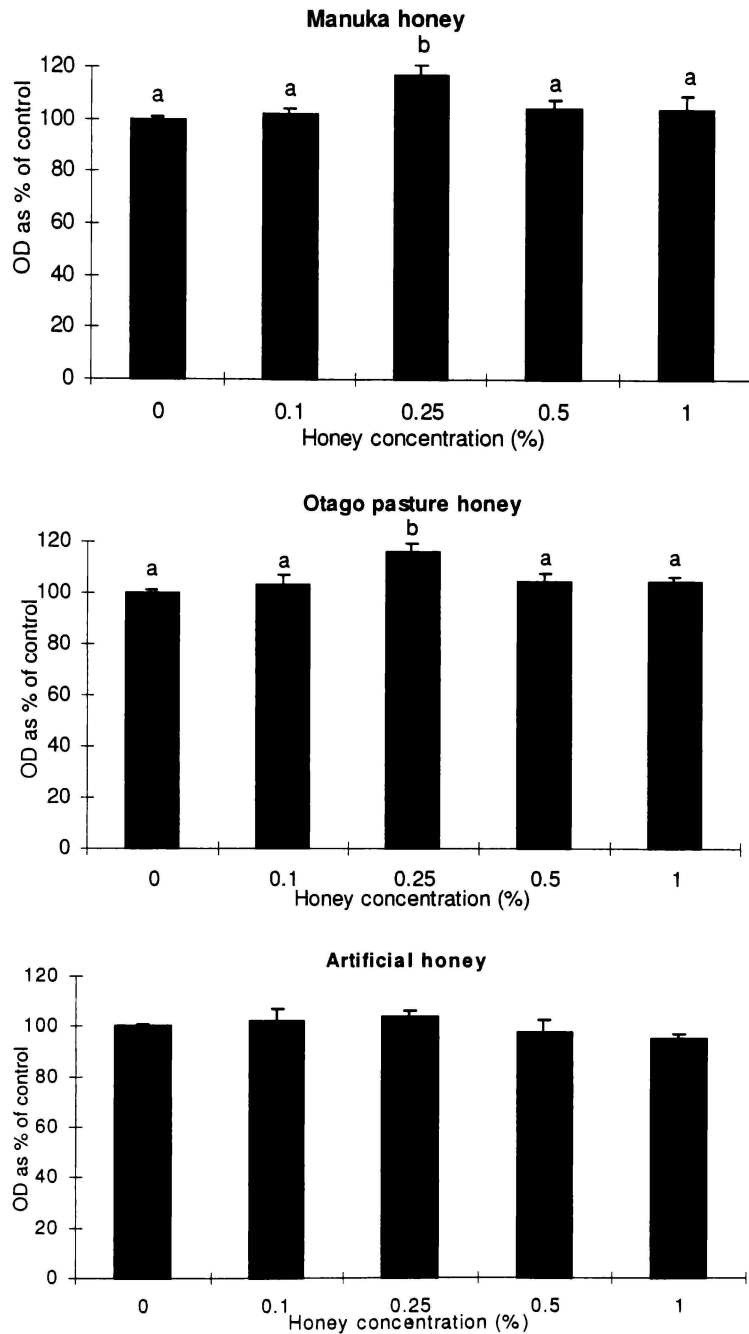 Manuka honey
b
120
a
a
a
a
100
80
60
40
20
0
OD as % of control
0
0.1
0.25
0.5
1
Honey concentration (%)
Otago pasture honey
b
120
a
a
a
a
100
80
60
40
20
0
OD as % of control
0
0.1
0.25
0.5
1
Honey concentration (%)
Artificial honey
120
100
80
60
40
20
0
OD as % of control
0
0.1
0.25
0.5
1
Honey concentration (%)